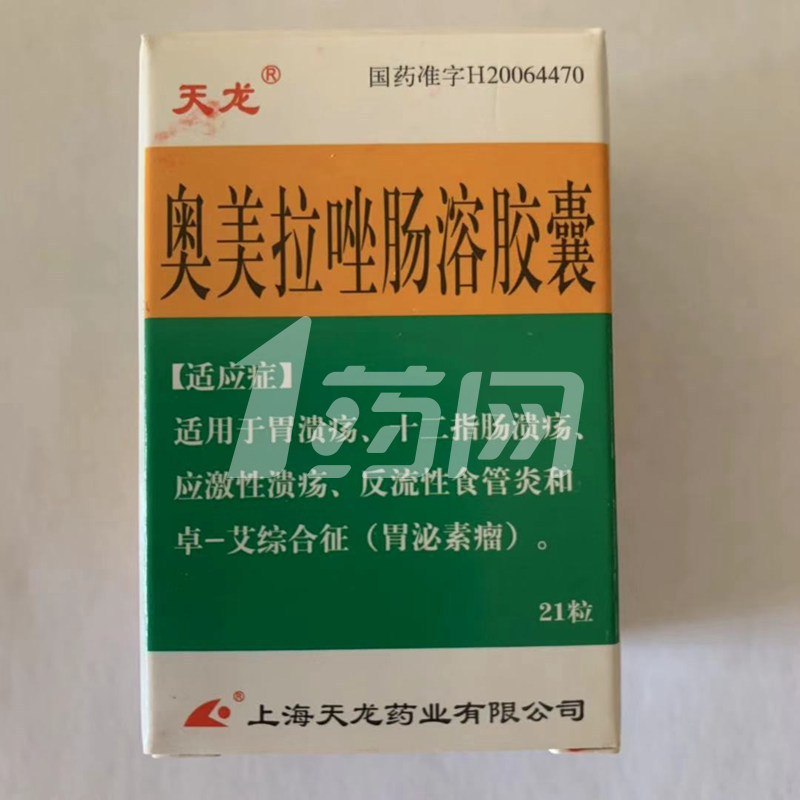 天龙®
国药准字H20064470
奥美拉唑肠溶胶囊
【适应症】
适用于胃溃疡、十二指肠溃疡、
应激性溃疡、反流性食管炎和
卓-艾综合征（胃泌素瘤）。
21粒
®上海天龙药业有限公司
1药网